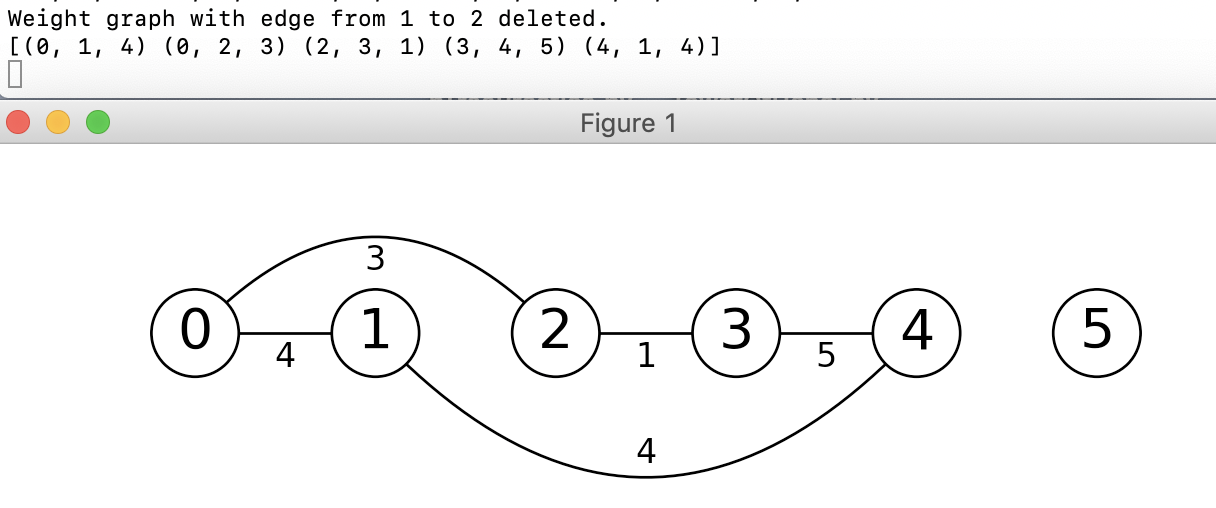 Weight graph with edge from 1 to 2 deleted.
[(0, 1, 4) (0, 2, 3) (2, 3, 1) (3, 4, 5) (4, 1, 4)]
Figure 1
3
0 1 2 3 4 5
4 1 5
4